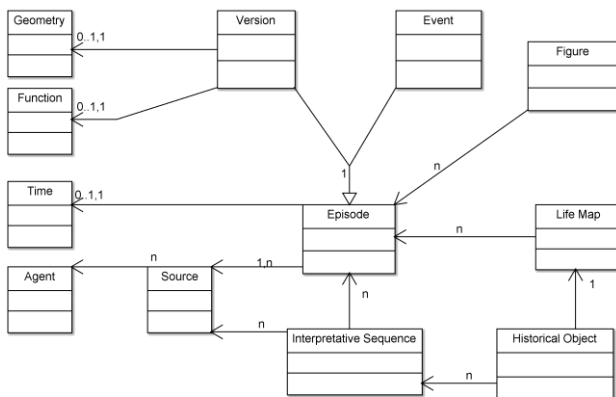 Geometry
Version
Event
Figure
0..1,1
Function
0..1,1
n
1
Time
0..1,1
Episode
Life Map
n
Agent
n
Source
1,n
n
1
n
Interpretative Sequence
Historical Object
n